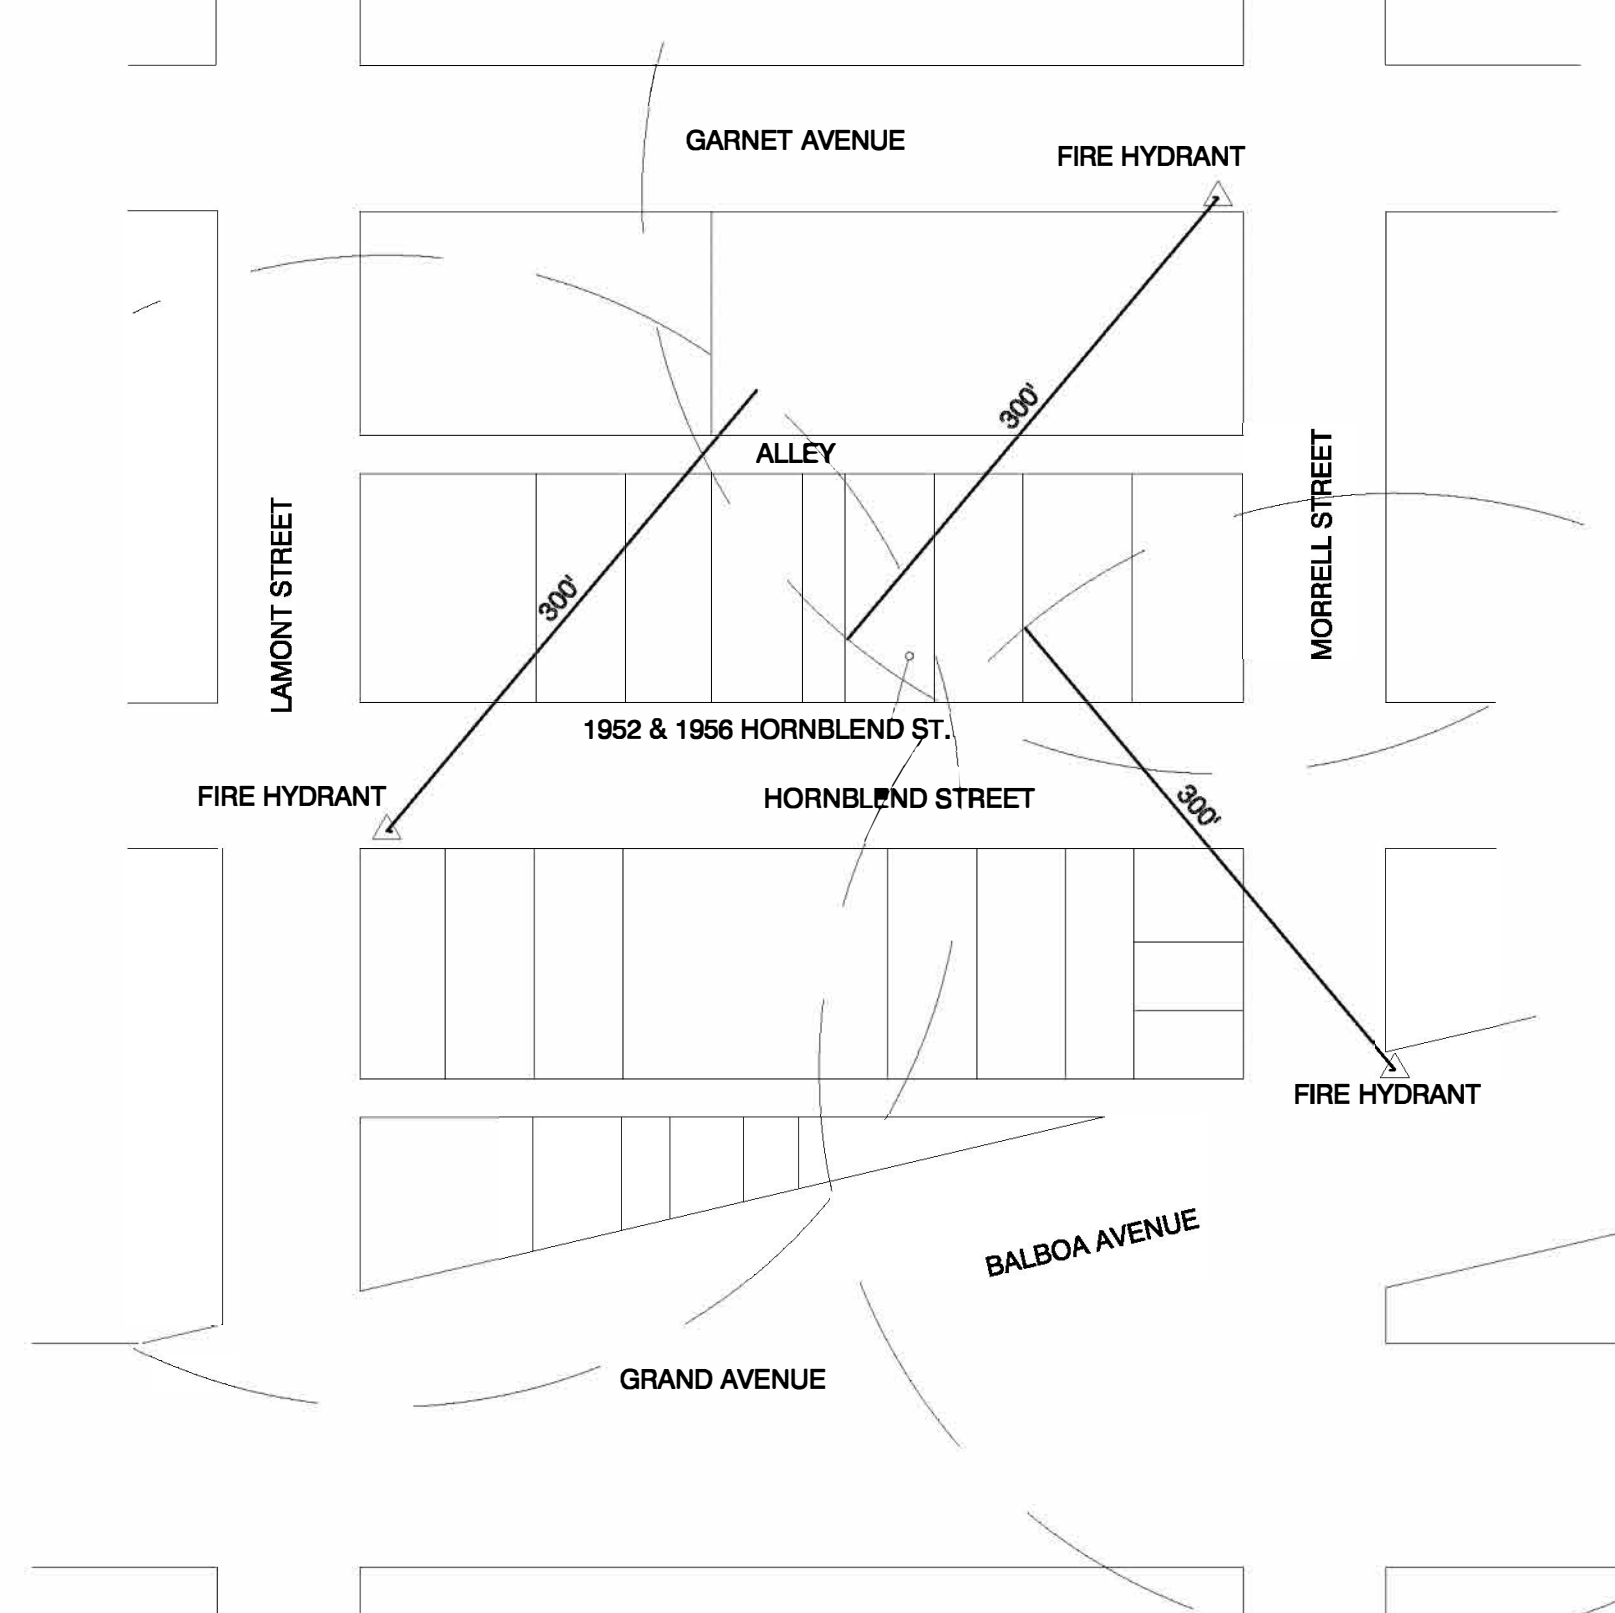 GARNET AVENUE
FIRE HYDRANT
300'
ALLEY
LAMONT STREET
MORRELL STREET
300'
1952 & 1956 HORNBLEND ST.
FIRE HYDRANT
HORNBLEND STREET
300'
FIRE HYDRANT
BALBOA AVENUE
GRAND AVENUE